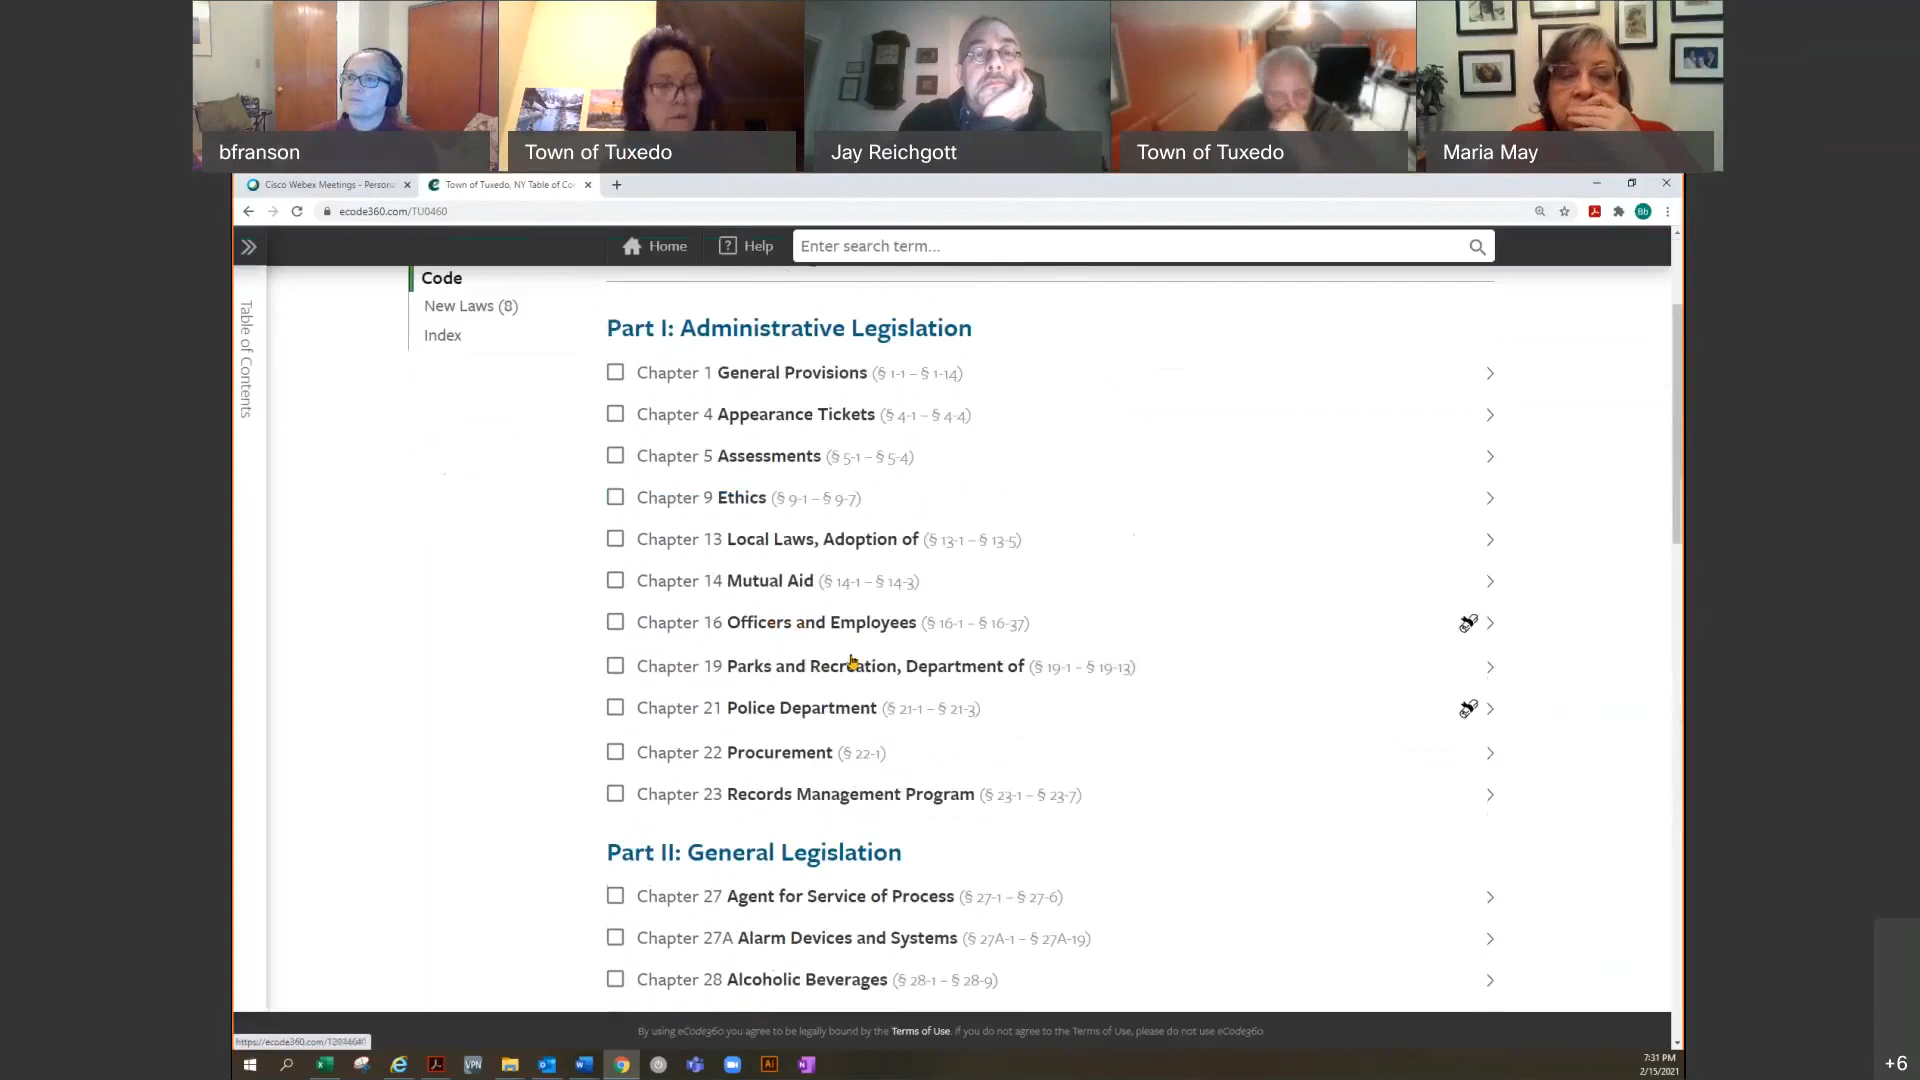 bfranson
Town of Tuxedo
Jay Reichgott
Town of Tuxedo
Maria May
Cisco Webex Meetings - Persona
Town of Tuxedo, NY Table of Co
ecode360.com/TU0460
Bb
Home
Help
Enter search term...
Table of Contents
Code
New Laws (8)
Index
Part I: Administrative Legislation
Chapter 1 General Provisions (§ 1-1 – § 1-14)
Chapter 4 Appearance Tickets (§ 4-1 – § 4-4)
Chapter 5 Assessments (§ 5-1 – § 5-4)
Chapter 9 Ethics (§ 9-1 – § 9-7)
Chapter 13 Local Laws, Adoption of (§ 13-1 – § 13-5)
Chapter 14 Mutual Aid (§ 14-1 – § 14-3)
Chapter 16 Officers and Employees (§ 16-1 – § 16-37)
Chapter 19 Parks and Recreation, Department of (§ 19-1 – § 19-13)
Chapter 21 Police Department (§ 21-1 – § 21-3)
Chapter 22 Procurement (§ 22-1)
Chapter 23 Records Management Program (§ 23-1 – § 23-7)
Part II: General Legislation
Chapter 27 Agent for Service of Process (§ 27-1 – § 27-6)
Chapter 27A Alarm Devices and Systems (§ 27A-1 – § 27A-19)
Chapter 28 Alcoholic Beverages (§ 28-1 – § 28-9)
By using eCode360 you agree to be legally bound by the Terms of Use. If you do not agree to the Terms of Use, please do not use eCode360.
VPN
Ai
7:31 PM
2/15/2021
+6